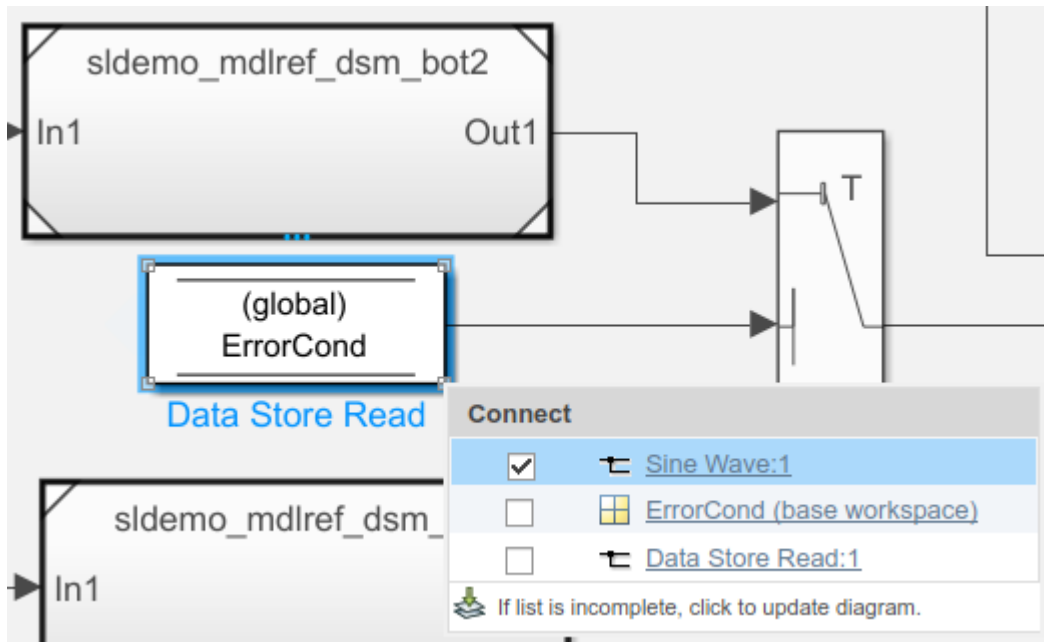 sldemo_mdlref_dsm_bot2
In1
Out1
T
(global)
ErrorCond
Data Store Read
Connect
Sine Wave:1
ErrorCond (base workspace)
Data Store Read:1
If list is incomplete, click to update diagram.
sldemo_mdlref_dsm_
In1